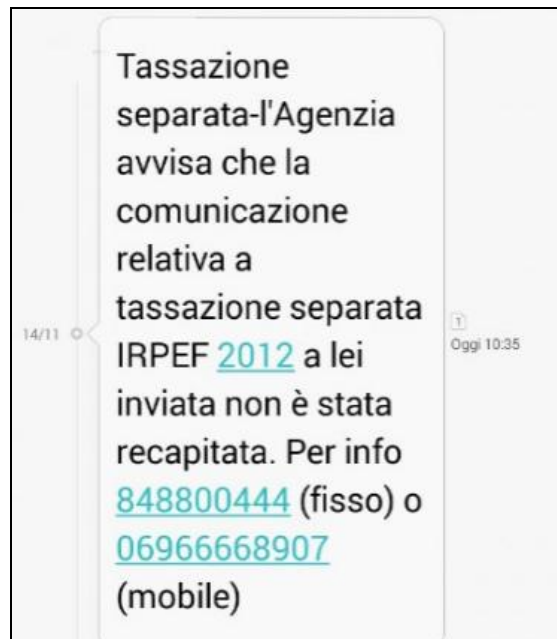 Tassazione
separata-l'Agenzia
avvisa che la
comunicazione
relativa a
tassazione separata
IRPEF 2012 a lei
inviata non è stata
recapitata. Per info
848800444 (fisso) o
06966668907
(mobile)
14/11
1
Oggi 10:35